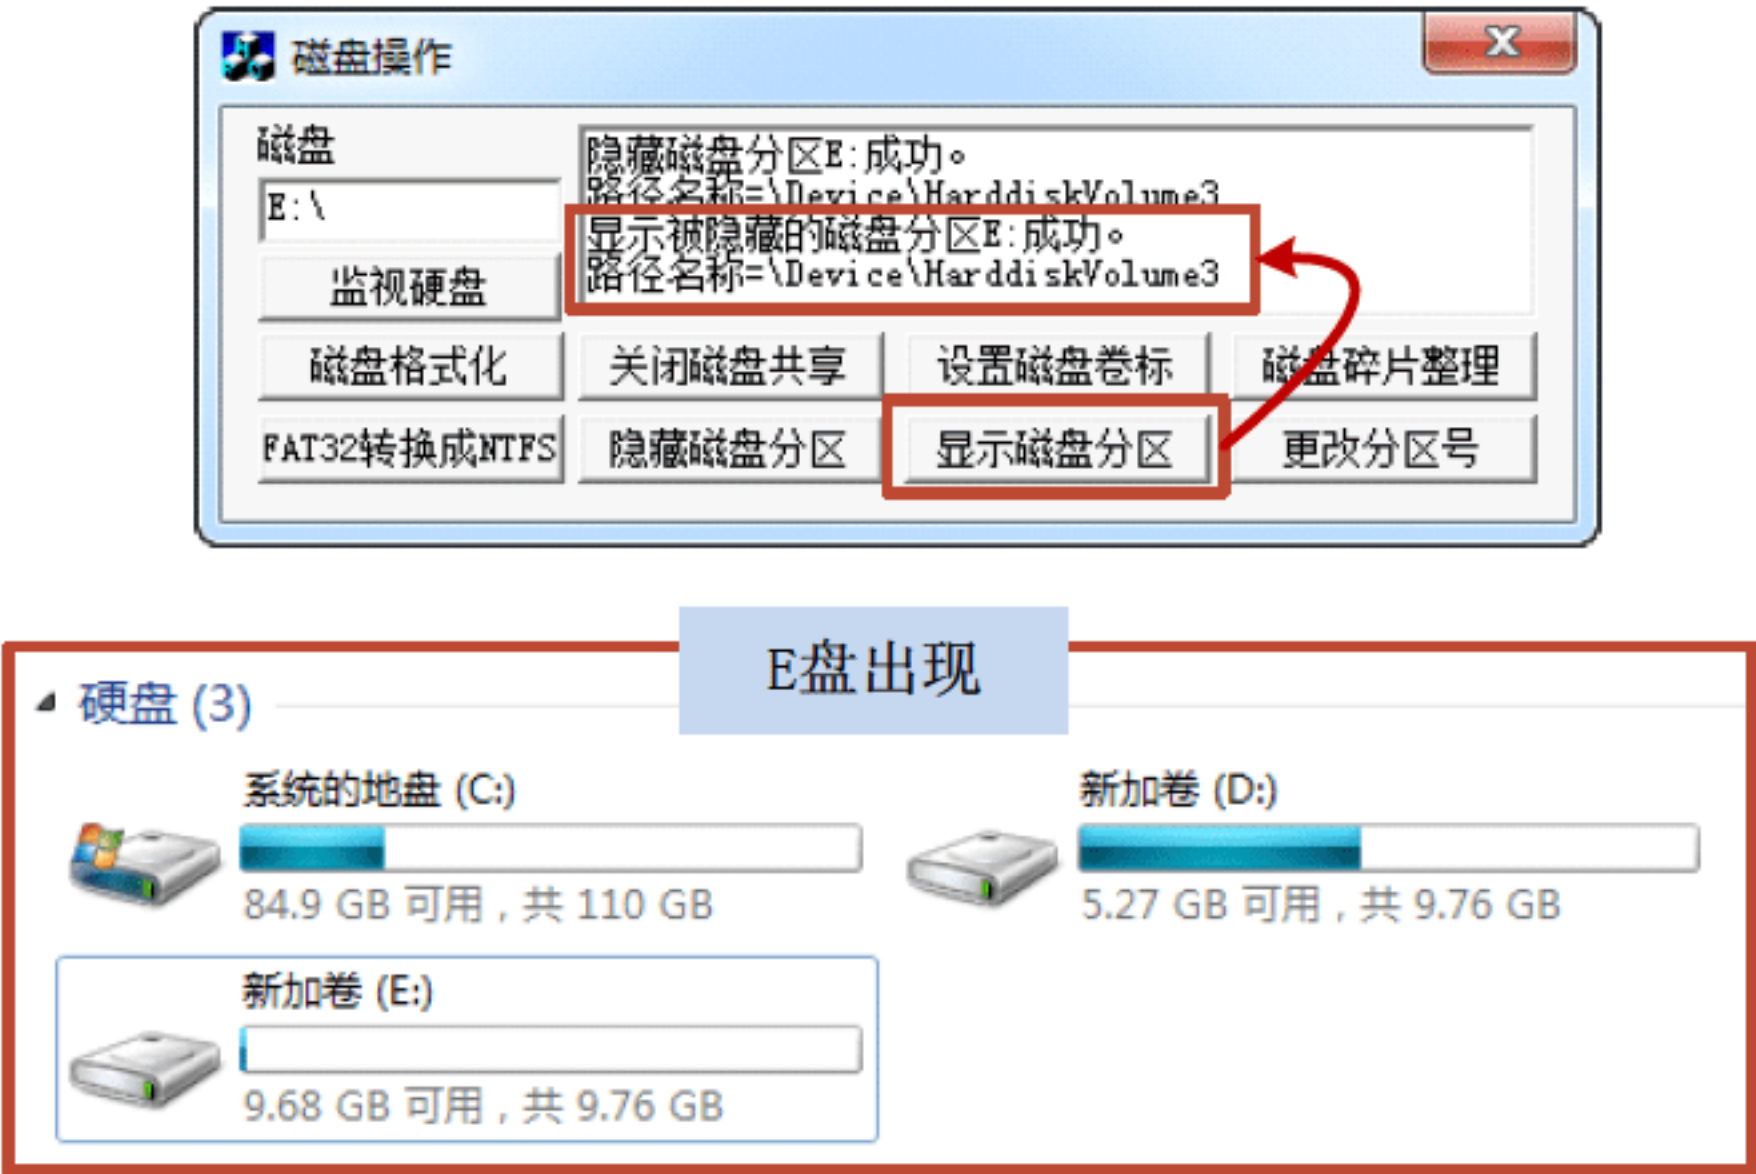 磁盘操作
磁盘
E:\
隐藏磁盘分区E:成功。
路径名称=\Device\HarddiskVolume3
显示被隐藏的磁盘分区E:成功。
路径名称=\Device\HarddiskVolume3
监视硬盘
磁盘格式化 关闭磁盘共享 设置磁盘卷标 磁盘碎片整理
FAT32转换成NTFS 隐藏磁盘分区 显示磁盘分区 更改分区号
E盘出现
硬盘 (3)
系统的地盘 (C:)
84.9 GB 可用，共 110 GB
新加卷 (D:)
5.27 GB 可用，共 9.76 GB
新加卷 (E:)
9.68 GB 可用，共 9.76 GB